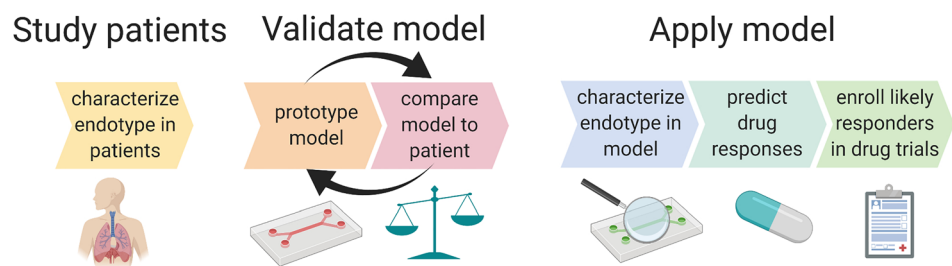 Study patients
characterize
endotype in
patients
Validate model
prototype
model
compare
model to
patient
Apply model
characterize
endotype in
model
predict
drug
responses
enroll likely
responders
in drug trials